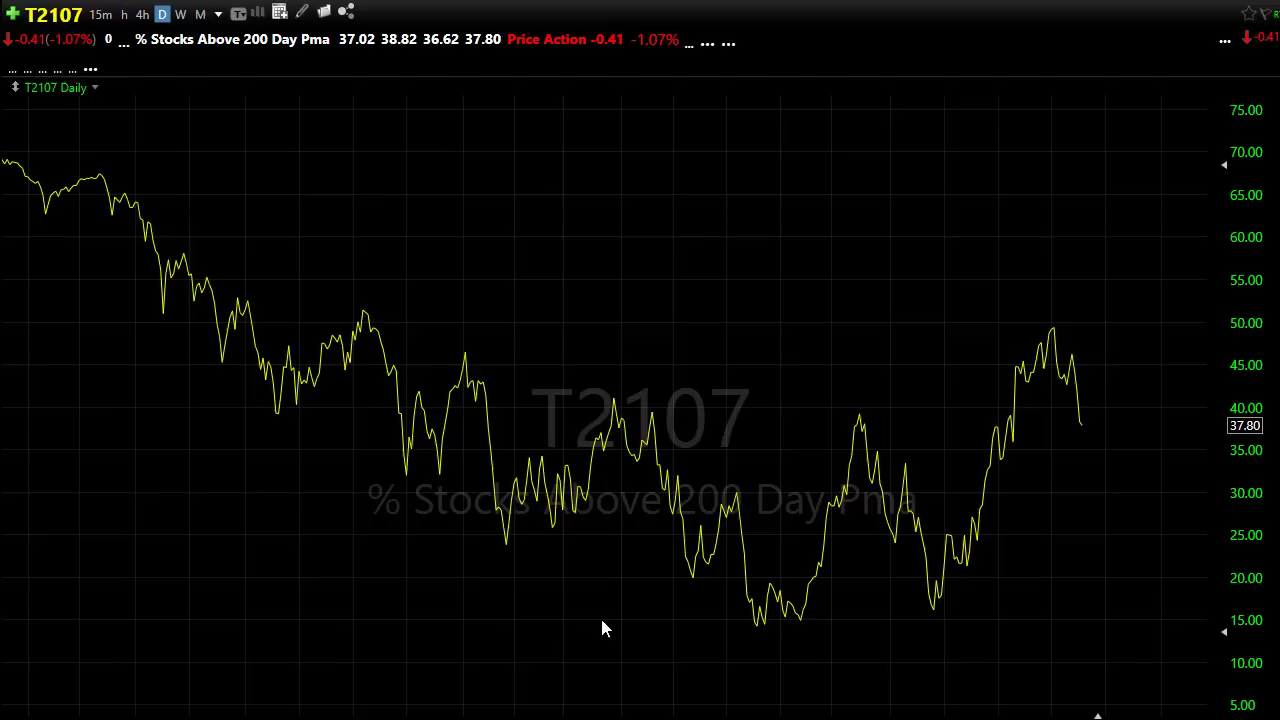 T2107 15m h 4h D W M
-0.41(-1.07%) 0 ... % Stocks Above 200 Day Pma 37.02 38.82 36.62 37.80 Price Action -0.41 -1.07% ... ... ... ... -0.41
... ... ... ... ... ...
T2107 Daily
75.00
70.00
65.00
60.00
55.00
50.00
45.00
40.00
37.80
35.00
30.00
25.00
20.00
15.00
10.00
5.00
T2107
% Stocks Above 200 Day Pma